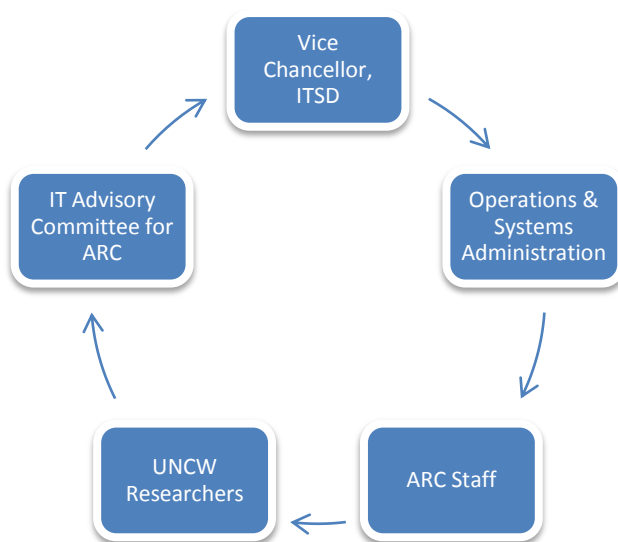 Vice
Chancellor,
ITSD
Operations &
Systems
Administration
ARC Staff
UNCW
Researchers
IT Advisory
Committee for
ARC